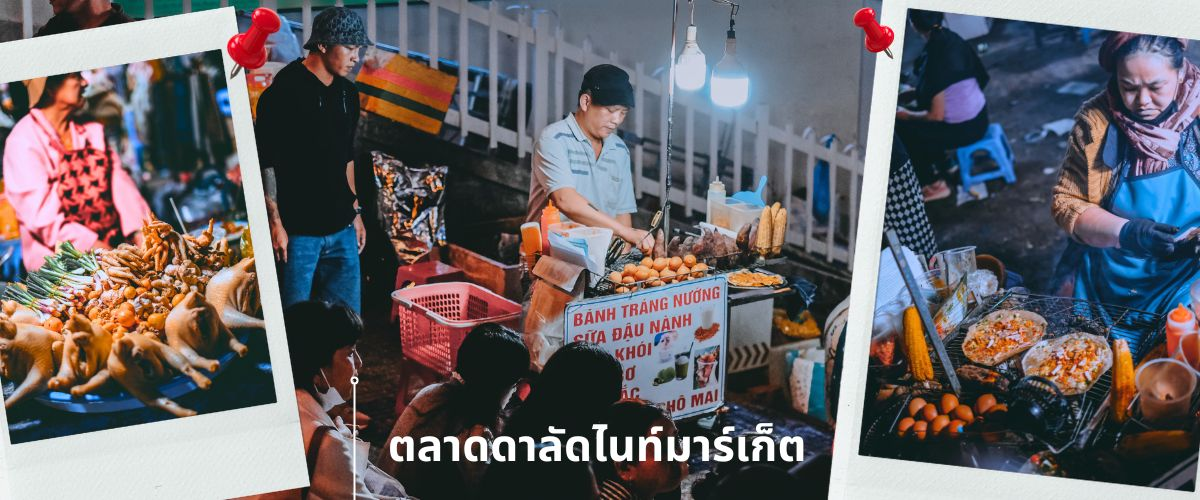 BÁNH TRÁNG NƯỚNG
SỮA ĐẬU NÀNH
KHÓI
PHÔ MAI
ตลาดดาลัดไนท์มาร์เก็ต